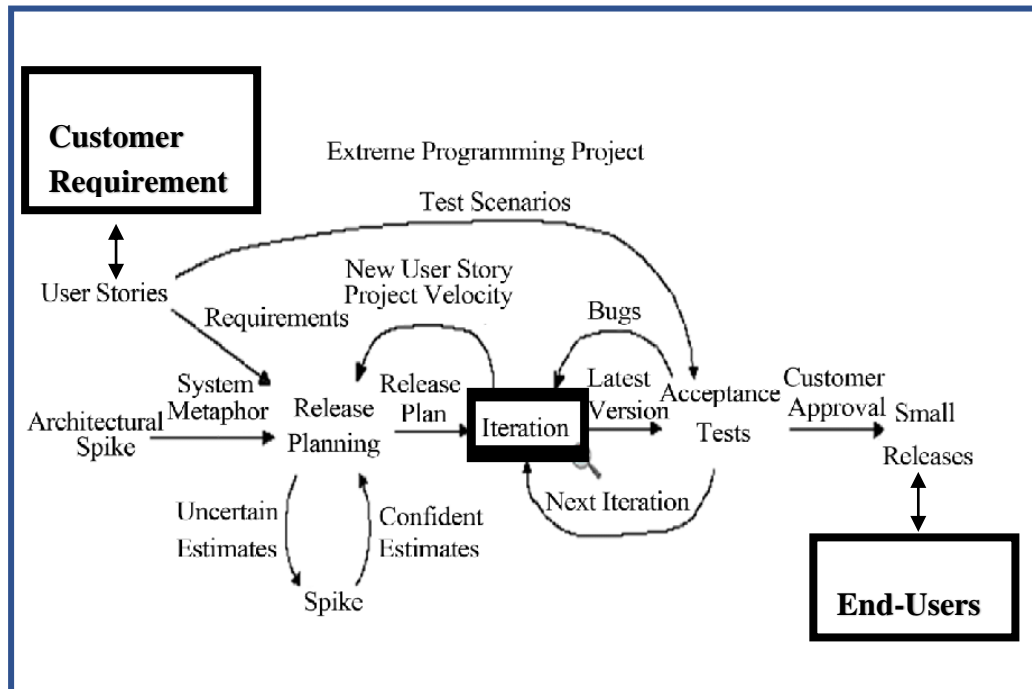 Customer
Requirement
Extreme Programming Project
Test Scenarios
New User Story
Project Velocity
User Stories
Requirements
Bugs
System
Metaphor
Release
Plan
Latest
Version
Customer
Approval
Architectural
Spike
Release
Planning
Iteration
Acceptance
Tests
Small
Releases
Next Iteration
Uncertain
Estimates
Confident
Estimates
Spike
End-Users